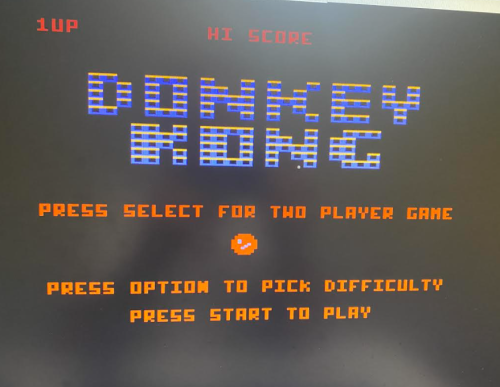 1UP
HI SCORE
DONKEY
KONG
PRESS SELECT FOR TWO PLAYER GAME
PRESS OPTION TO PICK DIFFICULTY
PRESS START TO PLAY